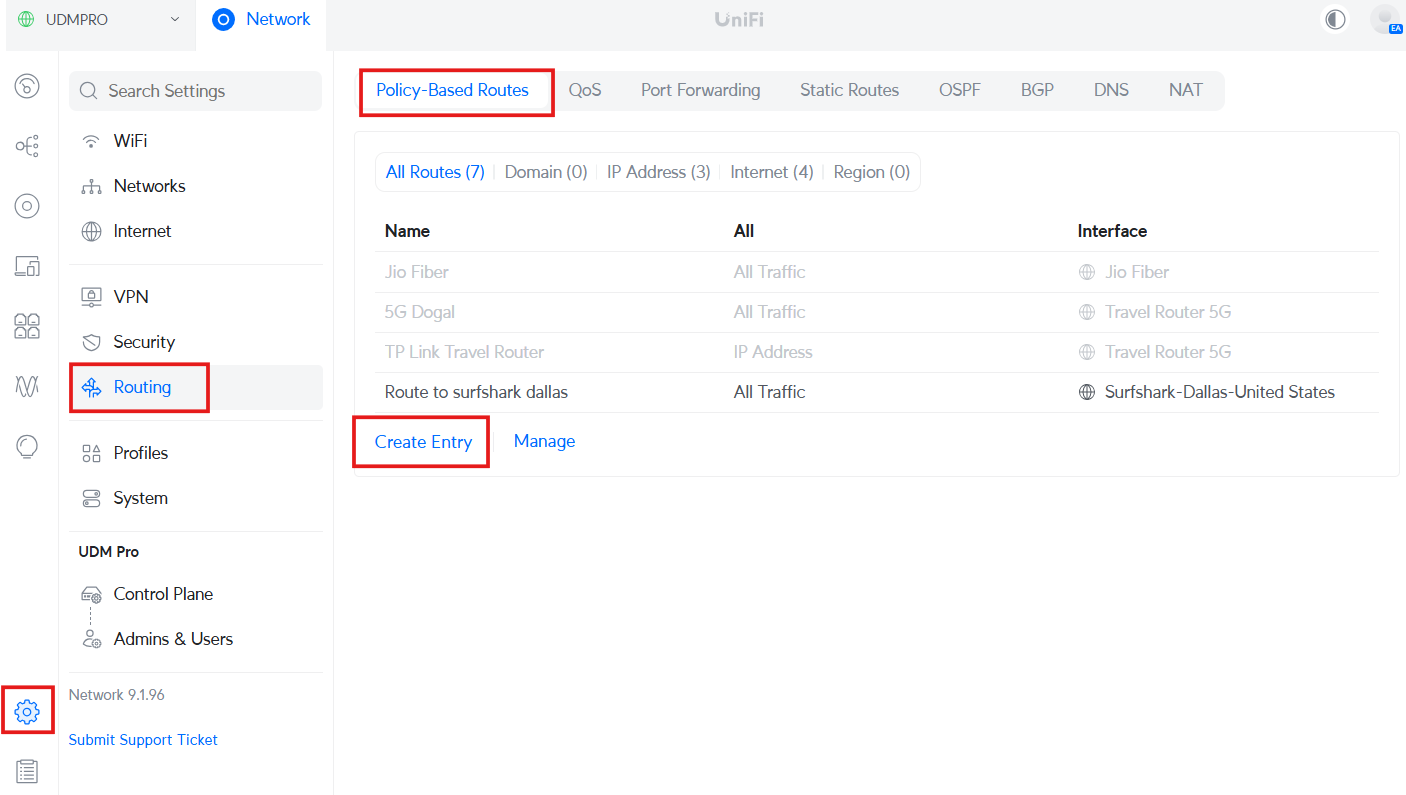 UDMPRO
Network
UniFi
EA
Search Settings
WiFi
Networks
Internet
VPN
Security
Routing
Profiles
System
UDM Pro
Control Plane
Admins & Users
Network 9.1.96
Submit Support Ticket
Policy-Based Routes QoS Port Forwarding Static Routes OSPF BGP DNS NAT
All Routes (7) Domain (0) IP Address (3) Internet (4) Region (0)
Name All Interface
Jio Fiber All Traffic Jio Fiber
5G Dogal All Traffic Travel Router 5G
TP Link Travel Router IP Address Travel Router 5G
Route to surfshark dallas All Traffic Surfshark-Dallas-United States
Create Entry Manage